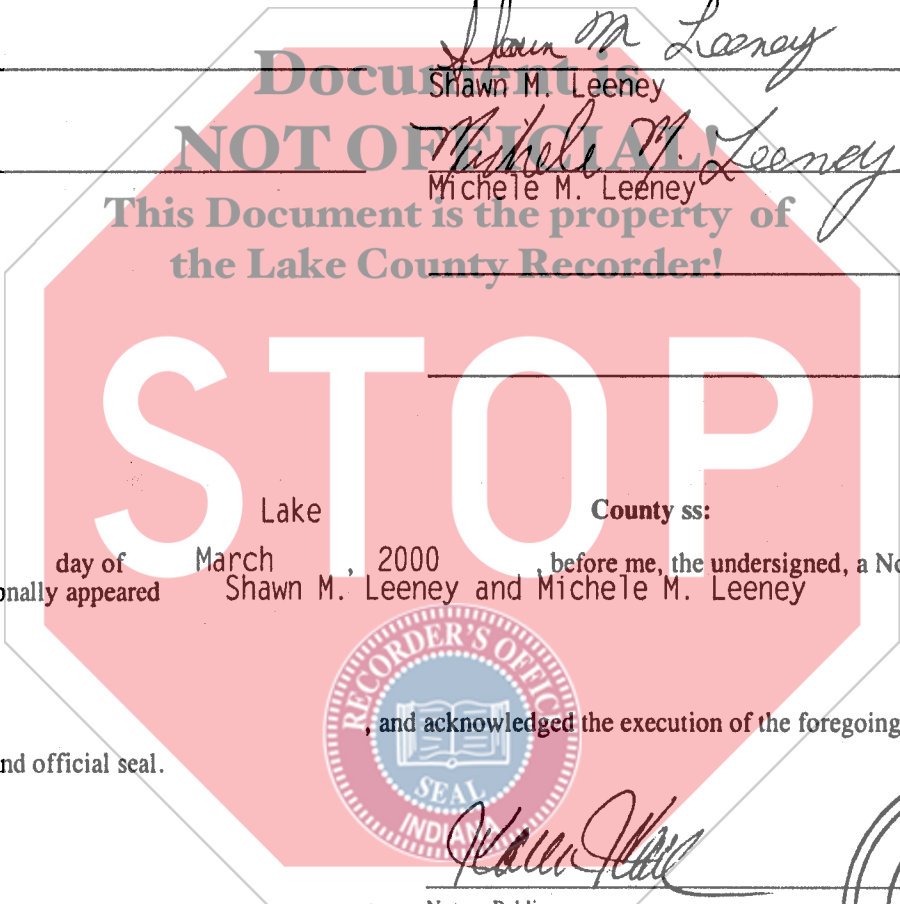 Shawn M Leeney
Document is
Shawn M. Leeney
NOT OFFICIAL!
Michele M. Leeney
Michele M. Leeney
This Document is the property of
the Lake County Recorder!
STOP
Lake County ss:
day of March , 2000 , before me, the undersigned, a No
onally appeared Shawn M. Leeney and Michele M. Leeney
RECORDER'S OFFICE
, and acknowledged the execution of the foregoing
nd official seal.
SEAL
INDIANA